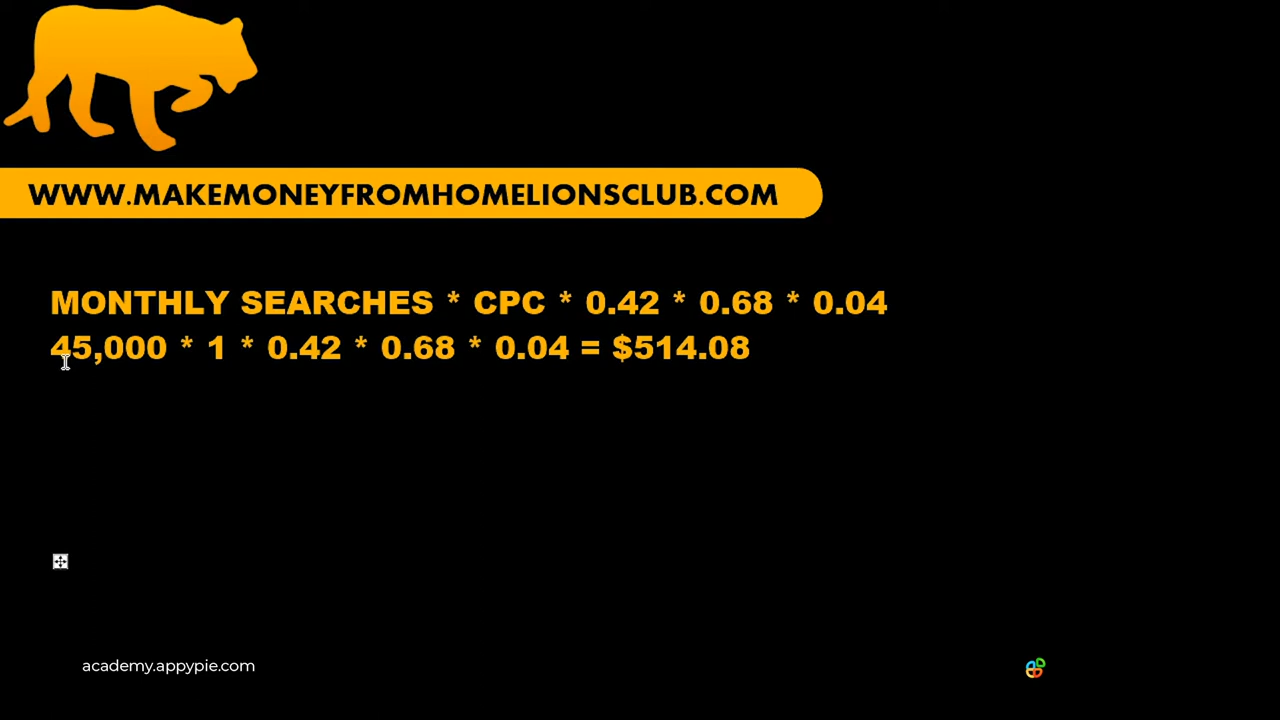 WWW.MAKEMONEYFROMHOMELIONSCLUB.COM
MONTHLY SEARCHES * CPC * 0.42 * 0.68 * 0.04
45,000 * 1 * 0.42 * 0.68 * 0.04 = $514.08
academy.appypie.com